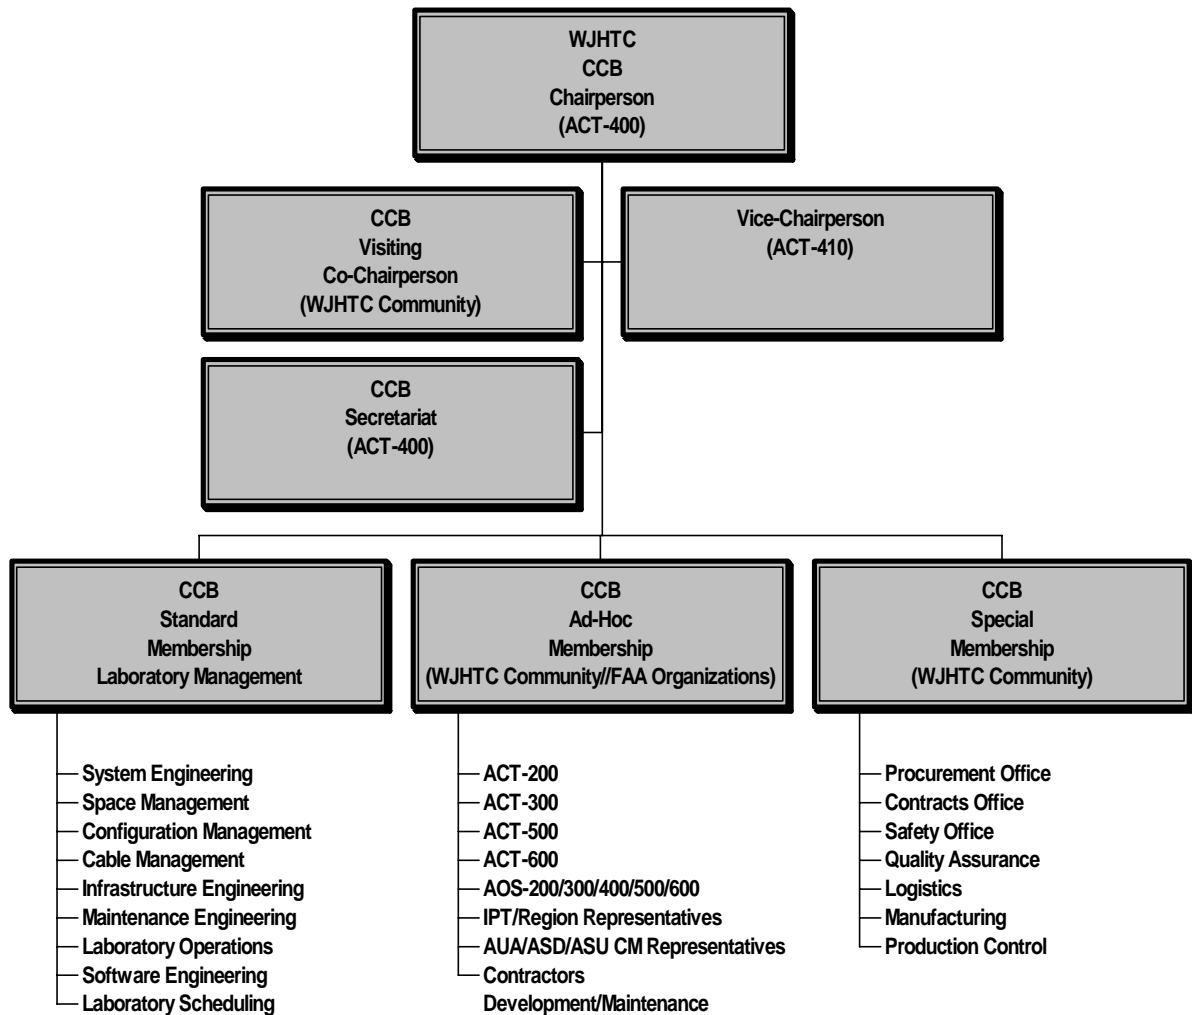 WJHTC
CCB
Chairperson
(ACT-400)
CCB
Visiting
Co-Chairperson
(WJHTC Community)
Vice-Chairperson
(ACT-410)
CCB
Secretariat
(ACT-400)
CCB
Standard
Membership
Laboratory Management
CCB
Ad-Hoc
Membership
(WJHTC Community//FAA Organizations)
CCB
Special
Membership
(WJHTC Community)
System Engineering
Space Management
Configuration Management
Cable Management
Infrastructure Engineering
Maintenance Engineering
Laboratory Operations
Software Engineering
Laboratory Scheduling
ACT-200
ACT-300
ACT-500
ACT-600
AOS-200/300/400/500/600
IPT/Region Representatives
AUA/ASD/ASU CM Representatives
Contractors
Development/Maintenance
Procurement Office
Contracts Office
Safety Office
Quality Assurance
Logistics
Manufacturing
Production Control